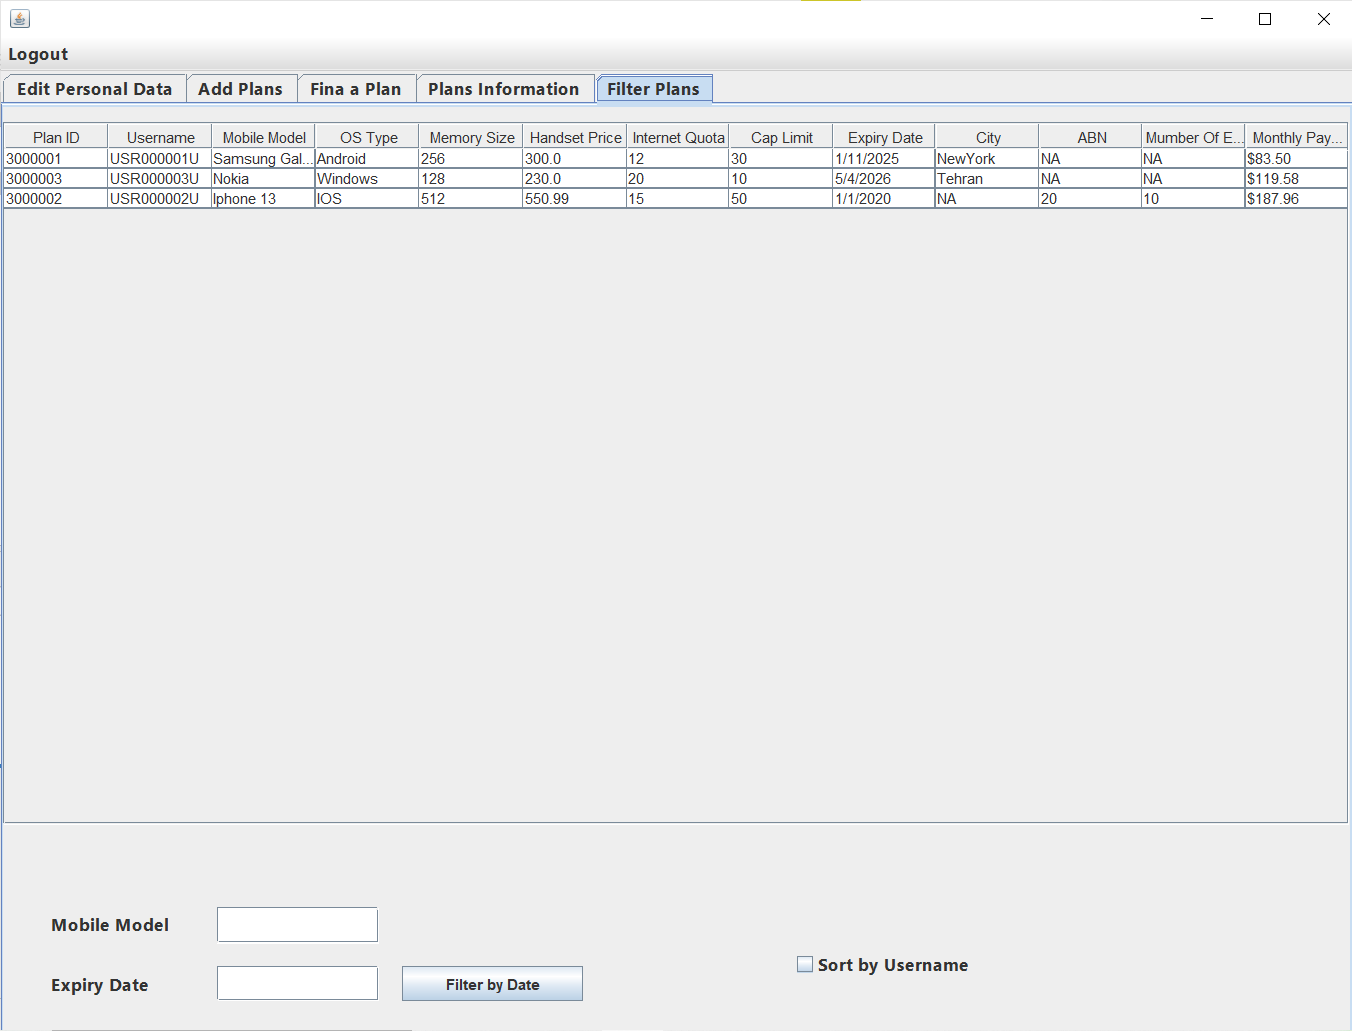 Logout
Edit Personal Data Add Plans Fina a Plan Plans Information Filter Plans
Plan ID Username Mobile Model OS Type Memory Size Handset Price Internet Quota Cap Limit Expiry Date City ABN Mumber Of E... Monthly Pay...
3000001 USR000001U Samsung Gal... Android 256 300.0 12 30 1/11/2025 NewYork NA NA $83.50
3000003 USR000003U Nokia Windows 128 230.0 20 10 5/4/2026 Tehran NA NA $119.58
3000002 USR000002U Iphone 13 IOS 512 550.99 15 50 1/1/2020 NA 20 10 $187.96
Mobile Model
Sort by Username
Expiry Date Filter by Date